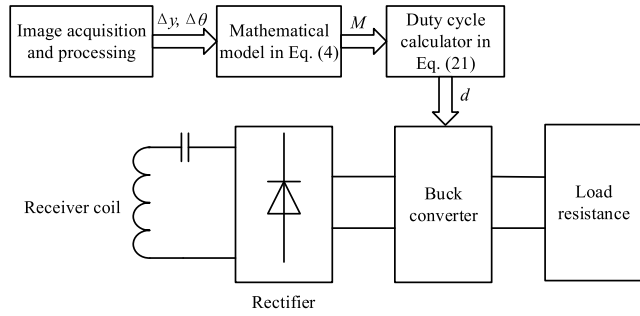 Image acquisition
and processing
Δy, Δθ
Mathematical
model in Eq. (4)
M
Duty cycle
calculator in
Eq. (21)
d
Receiver coil
Rectifier
Buck
converter
Load
resistance